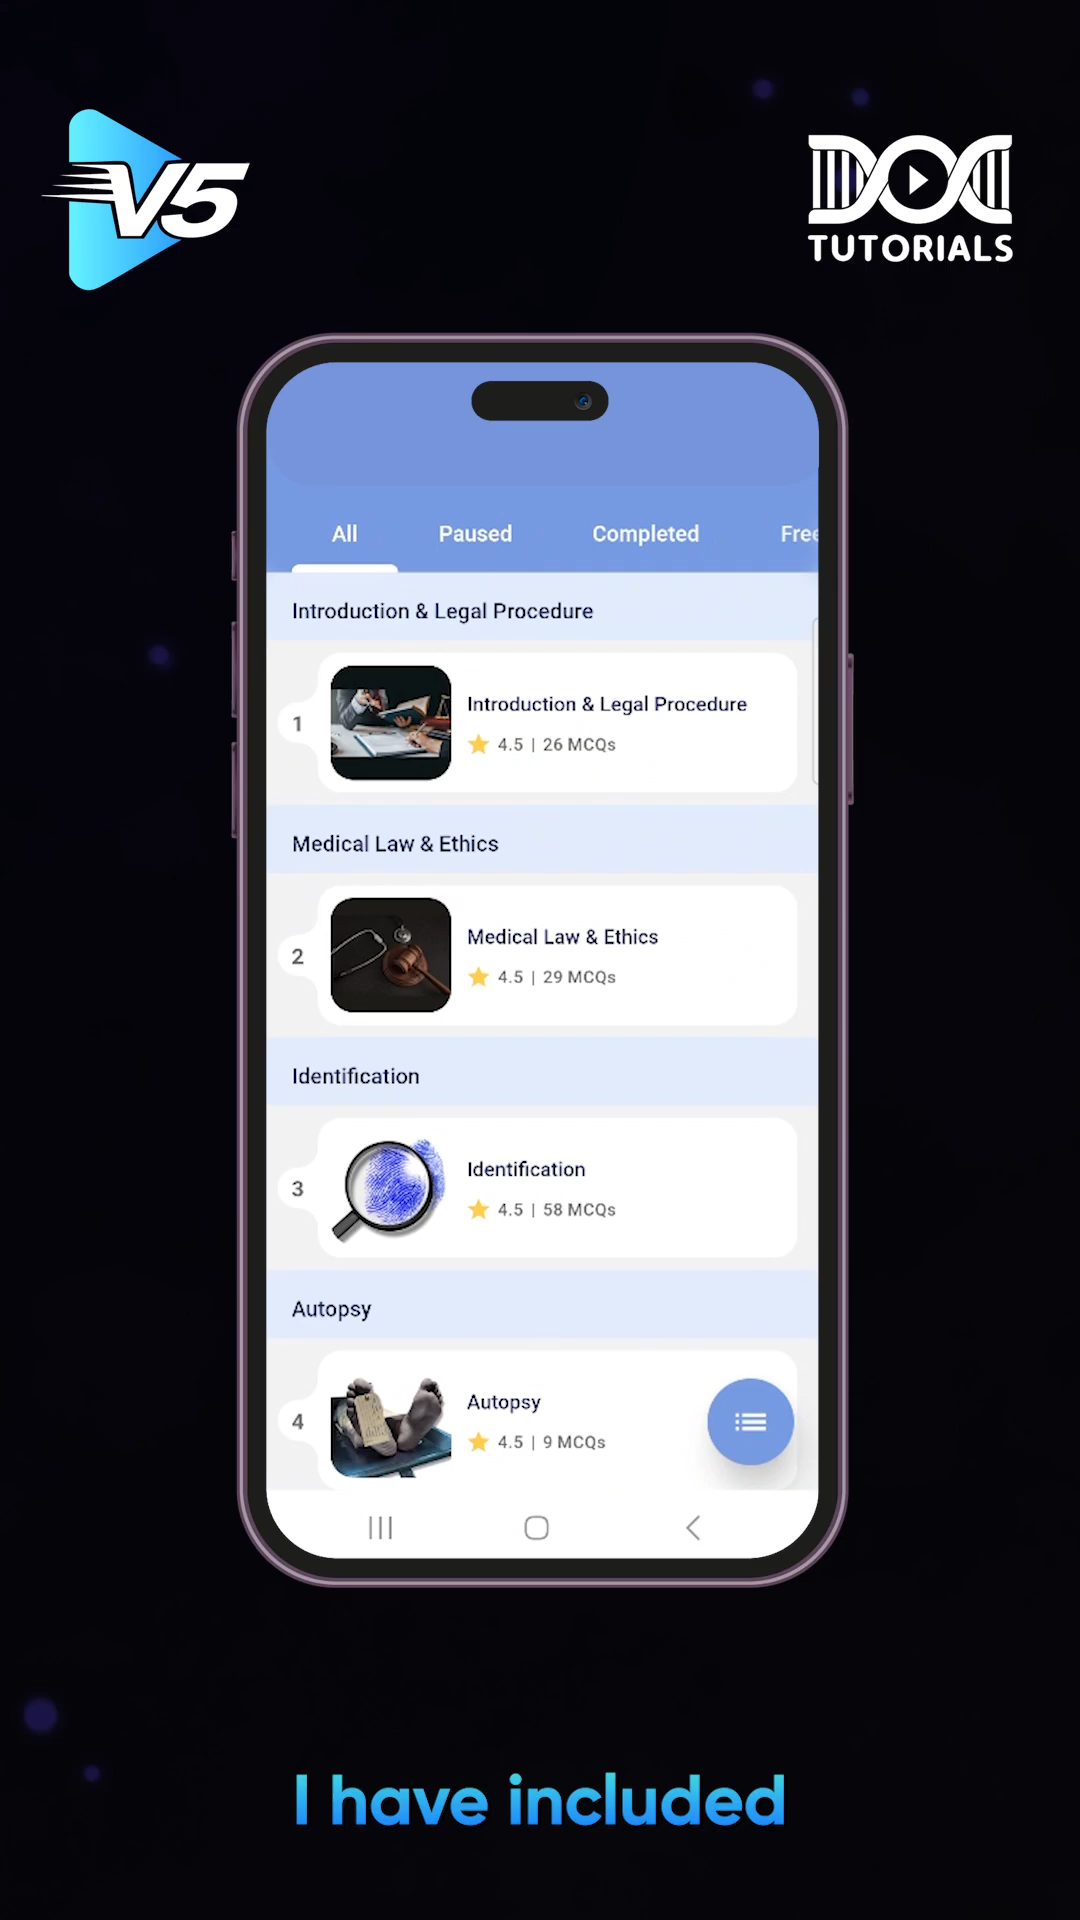 V5
DOC
TUTORIALS
All
Paused
Completed
Free
Introduction & Legal Procedure
1
Introduction & Legal Procedure
4.5 | 26 MCQs
Medical Law & Ethics
2
Medical Law & Ethics
4.5 | 29 MCQs
Identification
3
Identification
4.5 | 58 MCQs
Autopsy
4
Autopsy
4.5 | 9 MCQs
I have included